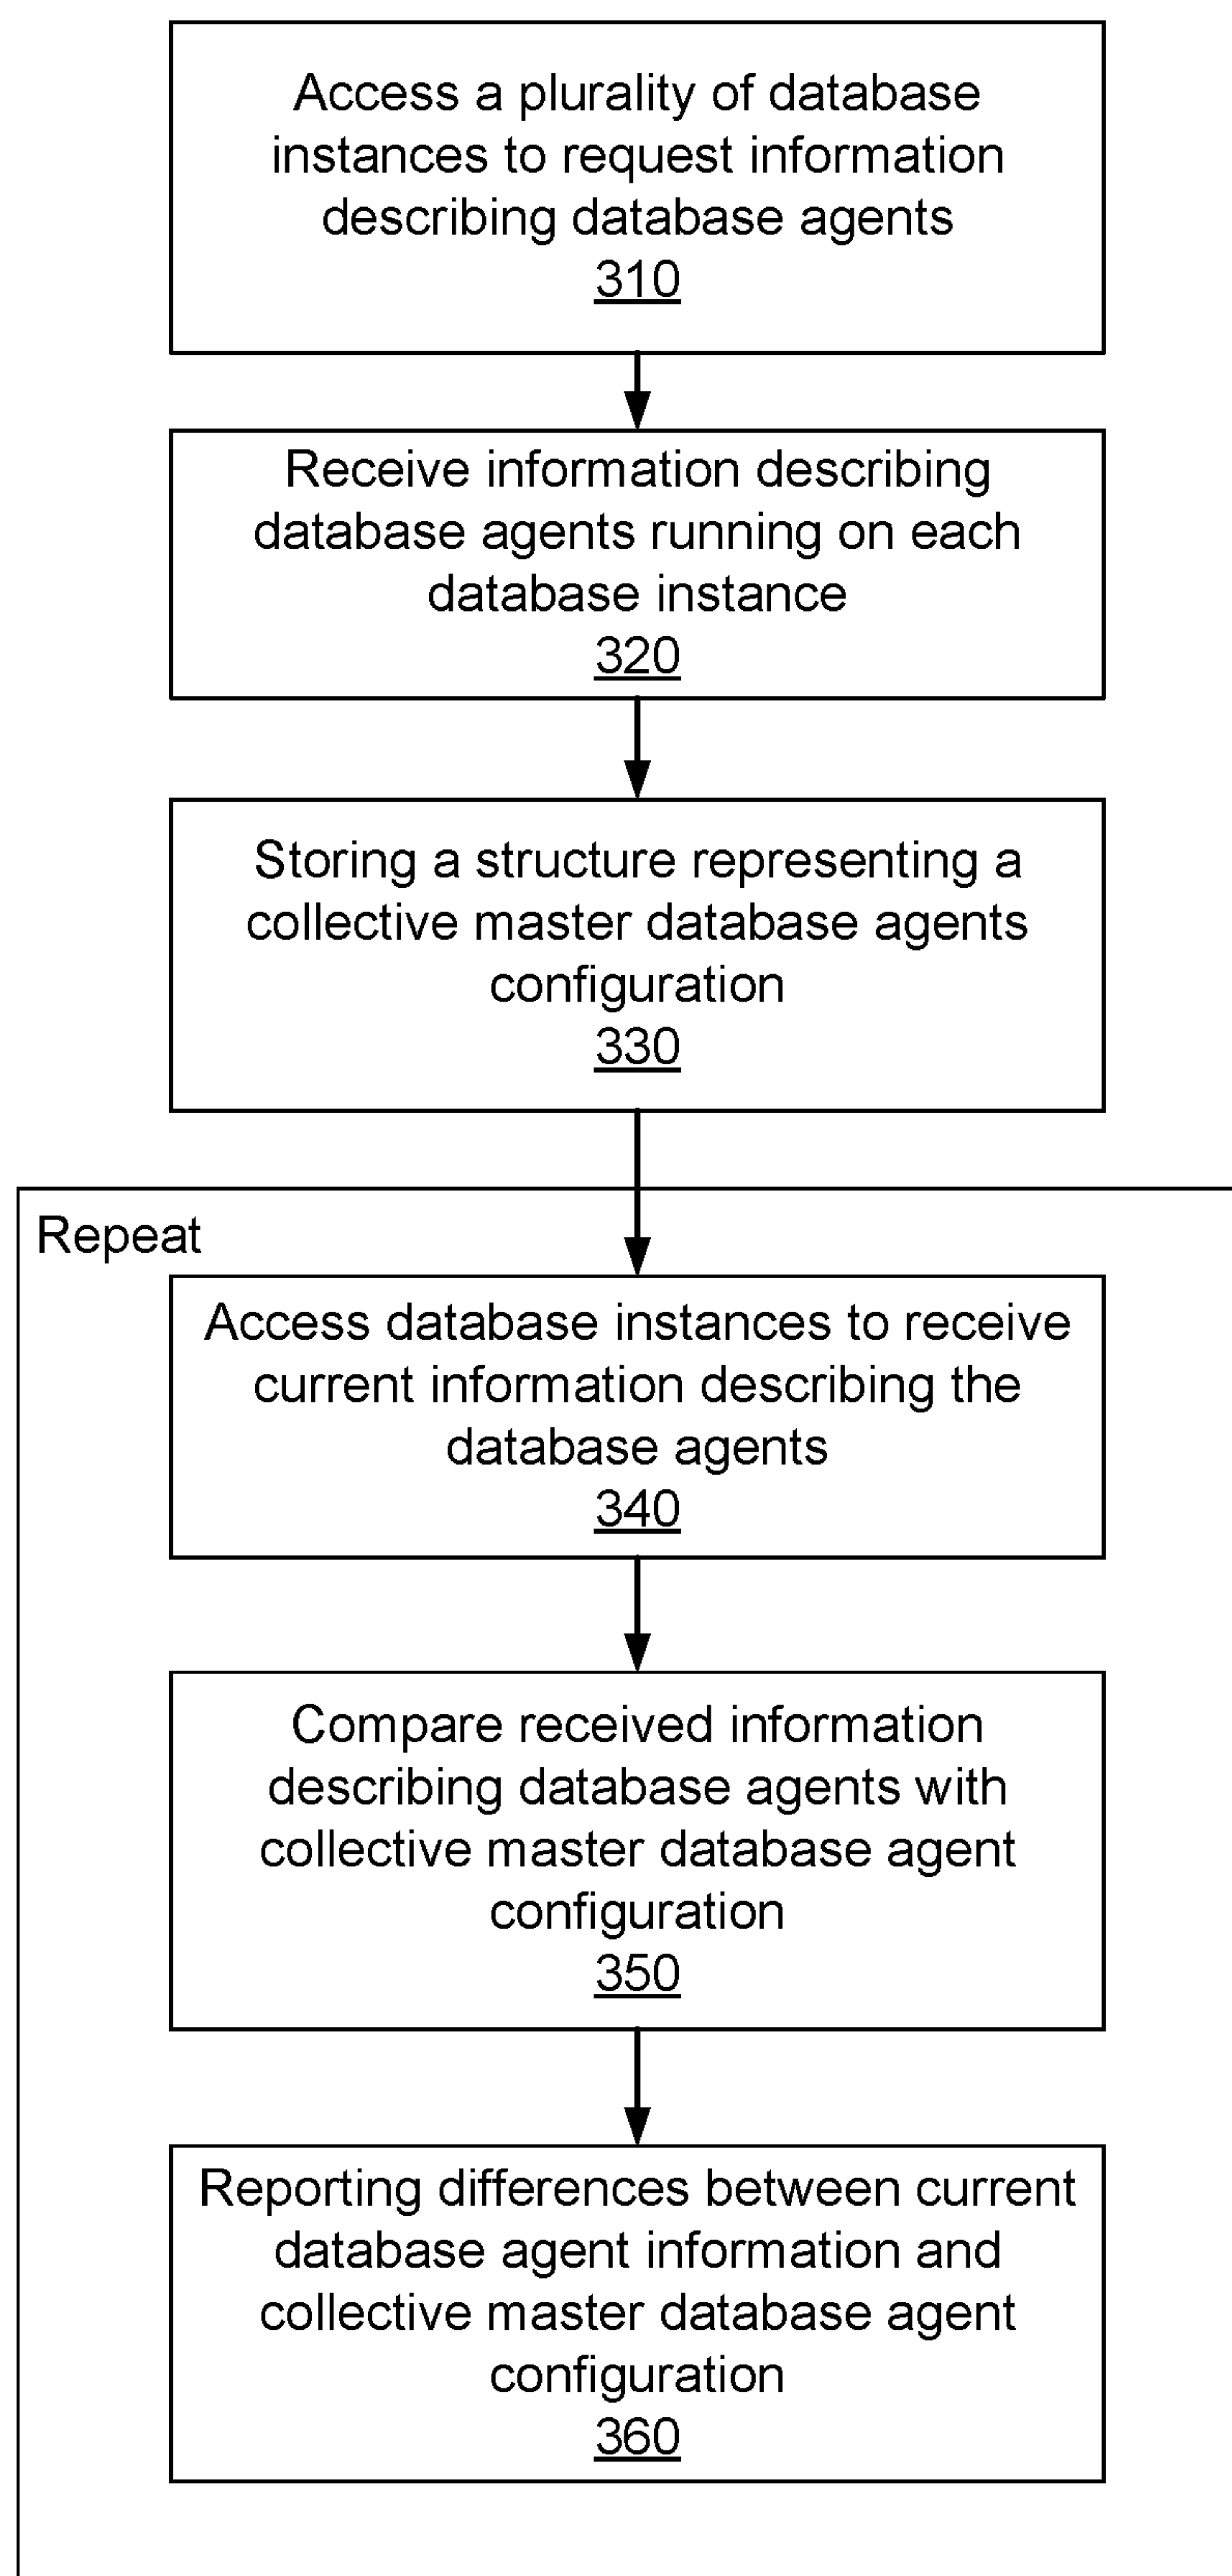 Access a plurality of database
instances to request information
describing database agents
310
Receive information describing
database agents running on each
database instance
320
Storing a structure representing a
collective master database agents
configuration
330
Repeat
Access database instances to receive
current information describing the
database agents
340
Compare received information
describing database agents with
collective master database agent
configuration
350
Reporting differences between current
database agent information and
collective master database agent
configuration
360